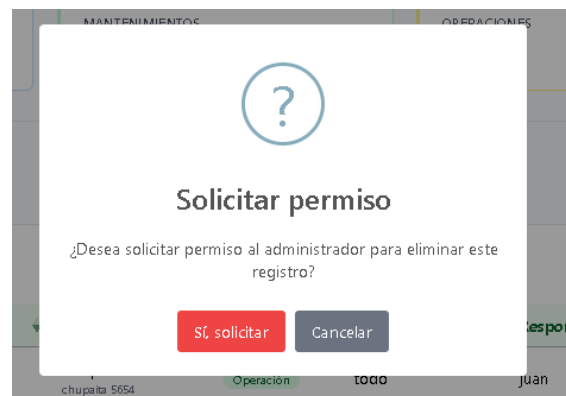 MANTENIMIENTOS
OPERACIONES
?
Solicitar permiso
¿Desea solicitar permiso al administrador para eliminar este
registro?
Sí, solicitar
Cancelar
chupaita 5654
Operación
todo
juan